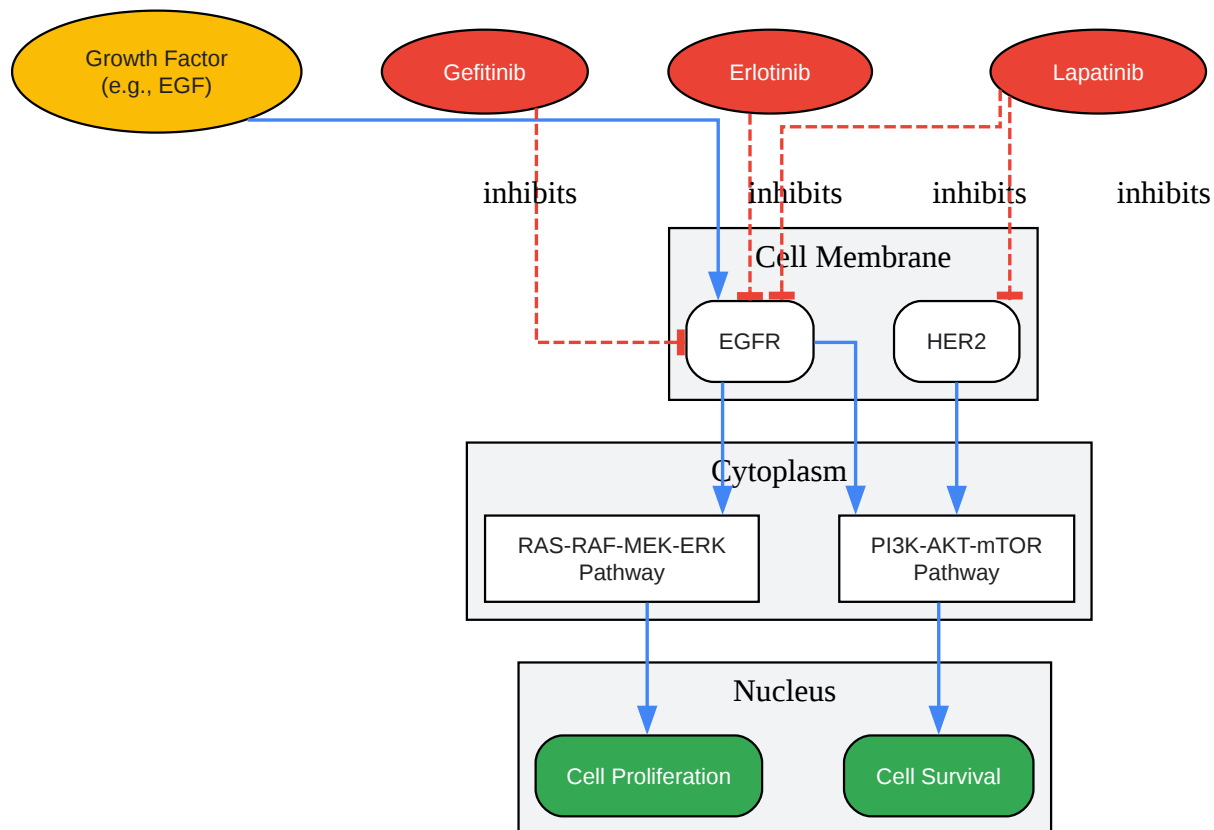 Growth Factor
(e.g., EGF)
Gefitinib
Erlotinib
Lapatinib
inhibits
inhibits
inhibits
inhibits
Cell Membrane
EGFR
HER2
Cytoplasm
RAS-RAF-MEK-ERK
Pathway
PI3K-AKT-mTOR
Pathway
Nucleus
Cell Proliferation
Cell Survival